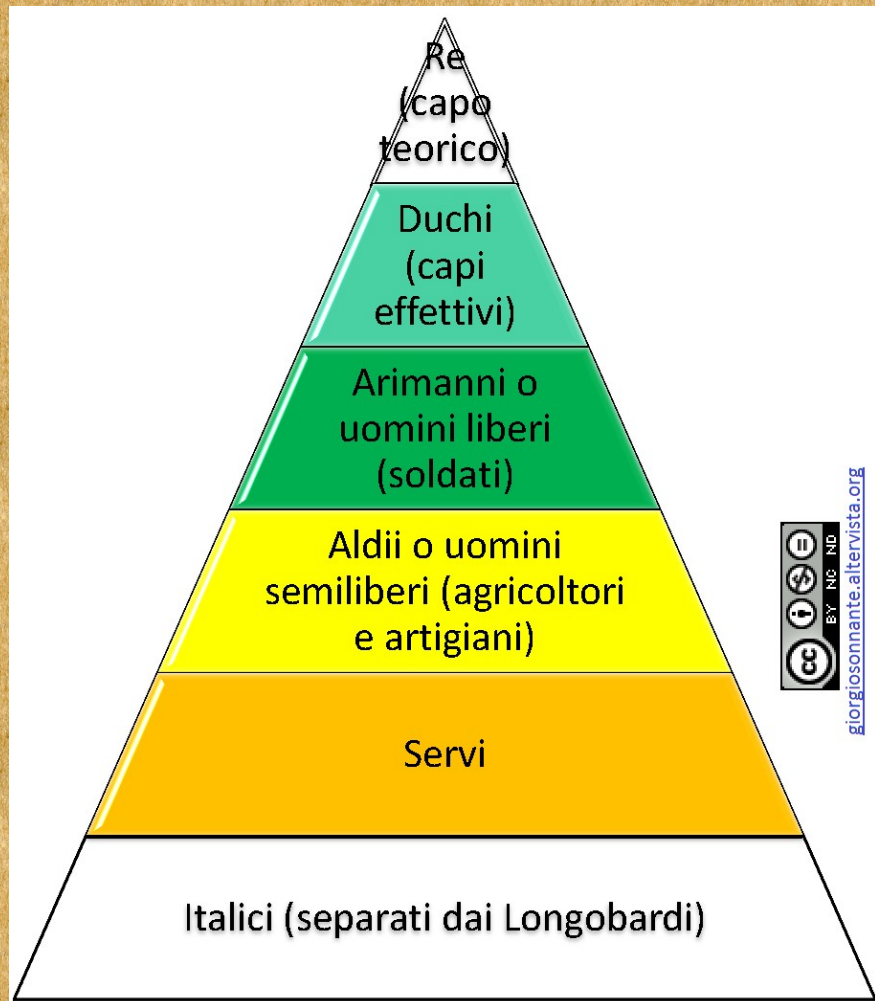 Re
(capo
teorico)
Duchi
(capi
effettivi)
Arimanni o
uomini liberi
(soldati)
Aldii o uomini
semiliberi (agricoltori
e artigiani)
Servi
Italici (separati dai Longobardi)
cc BY NC ND
giorgiosonnante.altervista.org